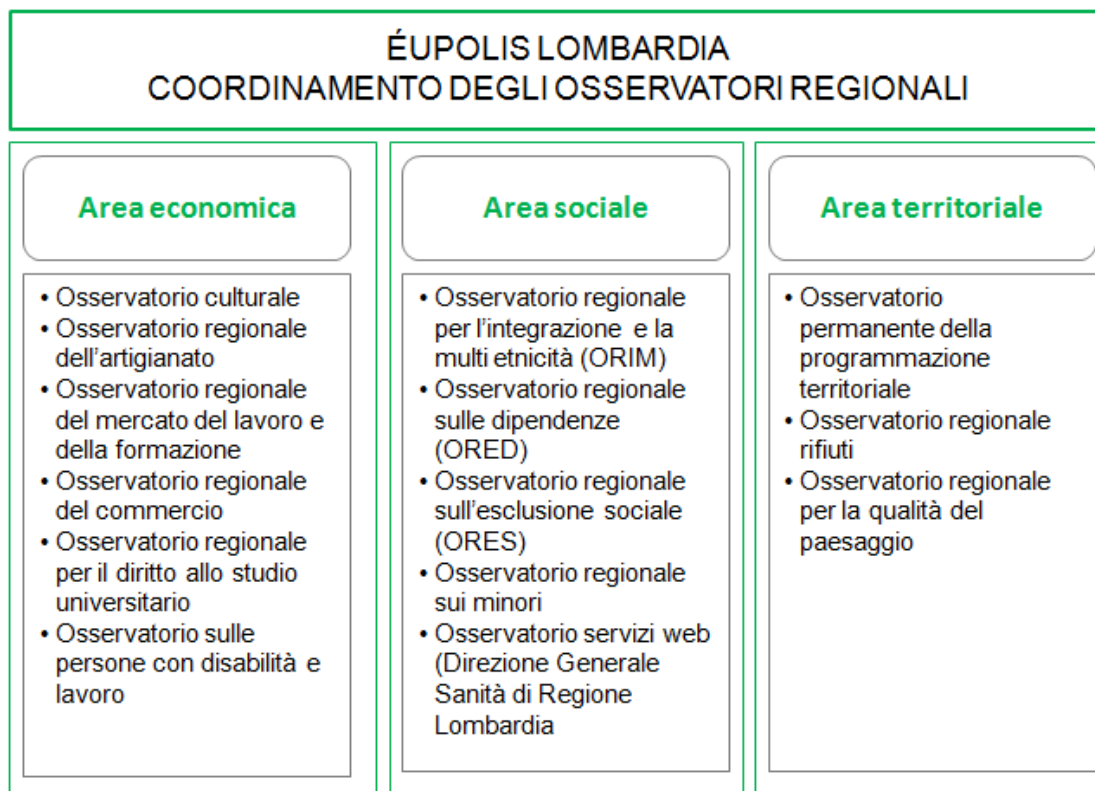 ÉUPOLIS LOMBARDIA
COORDINAMENTO DEGLI OSSERVATORI REGIONALI
Area economica
• Osservatorio culturale
• Osservatorio regionale
dell'artigianato
• Osservatorio regionale
del mercato del lavoro e
della formazione
• Osservatorio regionale
del commercio
• Osservatorio regionale
per il diritto allo studio
universitario
• Osservatorio sulle
persone con disabilità e
lavoro
Area sociale
• Osservatorio regionale
per l'integrazione e la
multi etnicità (ORIM)
• Osservatorio regionale
sulle dipendenze
(ORED)
• Osservatorio regionale
sull'esclusione sociale
(ORES)
• Osservatorio regionale
sui minori
• Osservatorio servizi web
(Direzione Generale
Sanità di Regione
Lombardia
Area territoriale
• Osservatorio
permanente della
programmazione
territoriale
• Osservatorio regionale
rifiuti
• Osservatorio regionale
per la qualità del
paesaggio